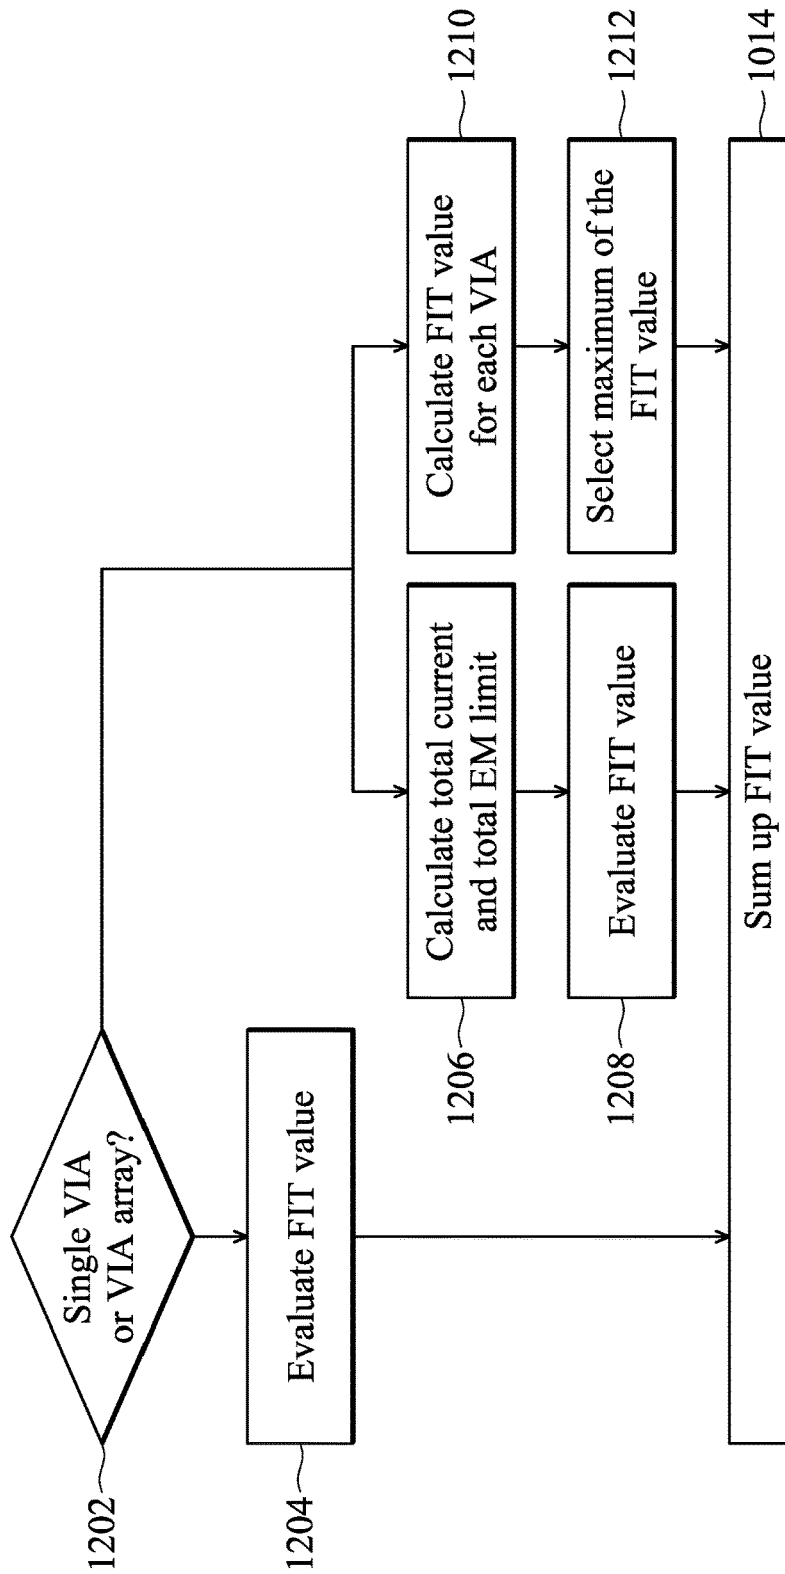 1202
Single VIA
or VIA array?
1204
Evaluate FIT value
1206
Calculate total current
and total EM limit
Calculate FIT value
for each VIA
1210
1208
Evaluate FIT value
Select maximum of the
FIT value
1212
Sum up FIT value
1014